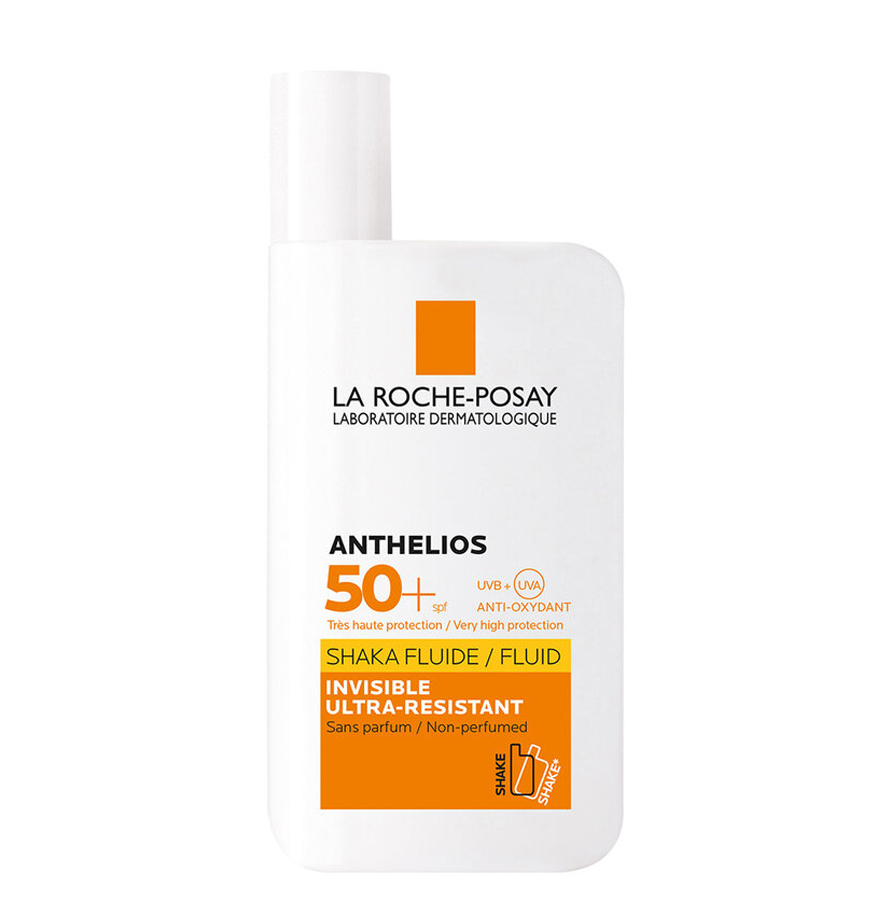 LA ROCHE-POSAY
LABORATOIRE DERMATOLOGIQUE
ANTHELIOS
50+ spf
UVB + UVA
ANTI-OXYDANT
Très haute protection / Very high protection
SHAKA FLUIDE / FLUID
INVISIBLE
ULTRA-RESISTANT
Sans parfum / Non-perfumed
SHAKE
SHAKE*